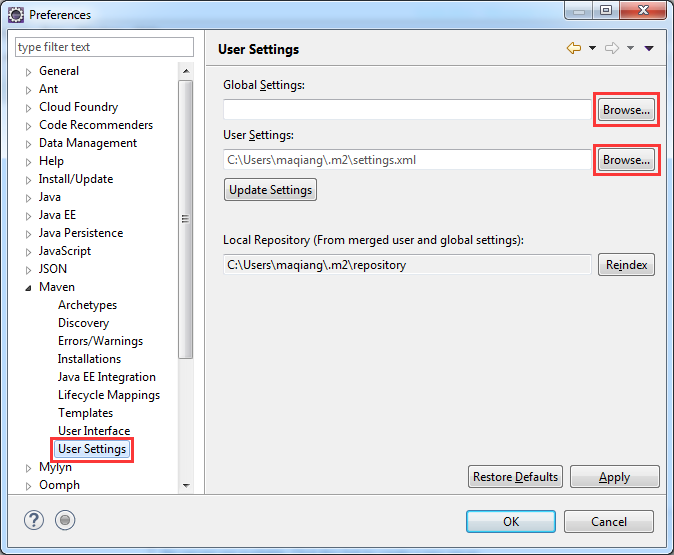 Preferences
type filter text
General
Ant
Cloud Foundry
Code Recommenders
Data Management
Help
Install/Update
Java
Java EE
Java Persistence
JavaScript
JSON
Maven
Archetypes
Discovery
Errors/Warnings
Installations
Java EE Integration
Lifecycle Mappings
Templates
User Interface
User Settings
Mylyn
Oomph
User Settings
Global Settings:
Browse...
User Settings:
C:\Users\maqiang\.m2\settings.xml
Browse...
Update Settings
Local Repository (From merged user and global settings):
C:\Users\maqiang\.m2\repository
Reindex
Restore Defaults
Apply
?
OK
Cancel